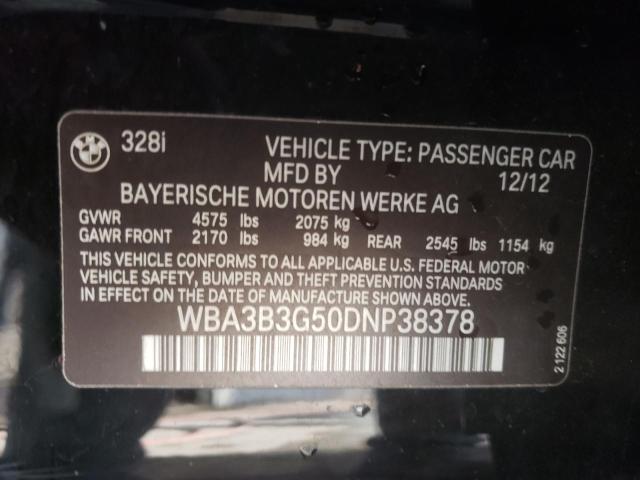 BMW
328i VEHICLE TYPE: PASSENGER CAR
MFD BY 12/12
BAYERISCHE MOTOREN WERKE AG
GVWR 4575 lbs 2075 kg
GAWR FRONT 2170 lbs 984 kg REAR 2545 lbs 1154 kg
THIS VEHICLE CONFORMS TO ALL APPLICABLE U.S. FEDERAL MOTOR
VEHICLE SAFETY, BUMPER AND THEFT PREVENTION STANDARDS
IN EFFECT ON THE DATE OF MANUFACTURE SHOWN ABOVE.
WBA3B3G50DNP38378
2 122 606